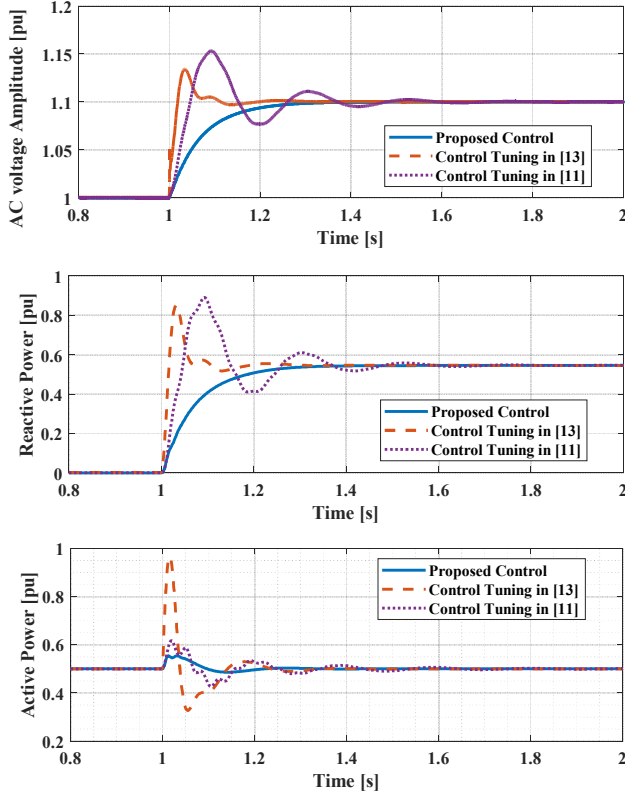 AC voltage Amplitude [pu]
1.2
1.15
1.10
1.05
1
Proposed Control
Control Tuning in [13]
Control Tuning in [11]
0.8 1 1.2 1.4 1.6 1.8 2
Time [s]
Reactive Power [pu]
1
0.8
0.6
0.4
0.2
0
Proposed Control
Control Tuning in [13]
Control Tuning in [11]
0.8 1 1.2 1.4 1.6 1.8 2
Time [s]
Active Power [pu]
1
0.8
0.6
0.4
0.2
Proposed Control
Control Tuning in [13]
Control Tuning in [11]
0.8 1 1.2 1.4 1.6 1.8 2
Time [s]